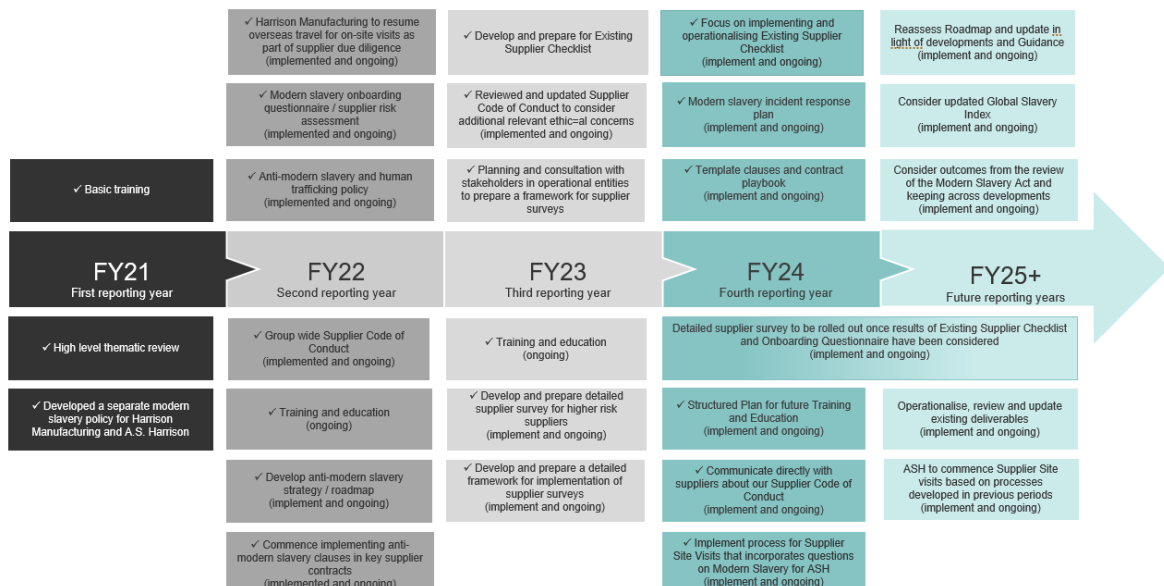 ✓ Harrison Manufacturing to resume
overseas travel for on-site visits as
part of supplier due diligence
(implemented and ongoing)
✓ Develop and prepare for Existing
Supplier Checklist
✓ Focus on implementing and
operationalising Existing Supplier
Checklist
(implement and ongoing)
Reassess Roadmap and update in
light of developments and Guidance
(implement and ongoing)
✓ Modern slavery onboarding
questionnaire / supplier risk
assessment
(implemented and ongoing)
✓ Reviewed and updated Supplier
Code of Conduct to consider
additional relevant ethic=al concerns
(implemented and ongoing)
✓ Modern slavery incident response
plan
(implement and ongoing)
Consider updated Global Slavery
Index
(implement and ongoing)
✓ Basic training
✓ Anti-modern slavery and human
trafficking policy
(implemented and ongoing)
✓ Planning and consultation with
stakeholders in operational entities
to prepare a framework for supplier
surveys
✓ Template clauses and contract
playbook
(implement and ongoing)
Consider outcomes from the review
of the Modern Slavery Act and
keeping across developments
(implement and ongoing)
FY21
First reporting year
FY22
Second reporting year
FY23
Third reporting year
FY24
Fourth reporting year
FY25+
Future reporting years
✓ High level thematic review
✓ Group wide Supplier Code of
Conduct
(implemented and ongoing)
✓ Training and education
(ongoing)
Detailed supplier survey to be rolled out once results of Existing Supplier Checklist
and Onboarding Questionnaire have been considered
(implement and ongoing)
✓ Developed a separate modern
slavery policy for Harrison
Manufacturing and A.S. Harrison
✓ Training and education
(ongoing)
✓ Develop and prepare detailed
supplier survey for higher risk
suppliers
(implement and ongoing)
✓ Structured Plan for future Training
and Education
(implement and ongoing)
Operationalise, review and update
existing deliverables
(implement and ongoing)
✓ Develop anti-modern slavery
strategy / roadmap
(implement and ongoing)
✓ Develop and prepare a detailed
framework for implementation of
supplier surveys
(implement and ongoing)
✓ Communicate directly with
suppliers about our Supplier Code of
Conduct
(implement and ongoing)
ASH to commence Supplier Site
visits based on processes
developed in previous periods
(implement and ongoing)
✓ Commence implementing anti-
modern slavery clauses in key supplier
contracts
(implemented and ongoing)
✓ Implement process for Supplier
Site Visits that incorporates questions
on Modern Slavery for ASH
(implement and ongoing)